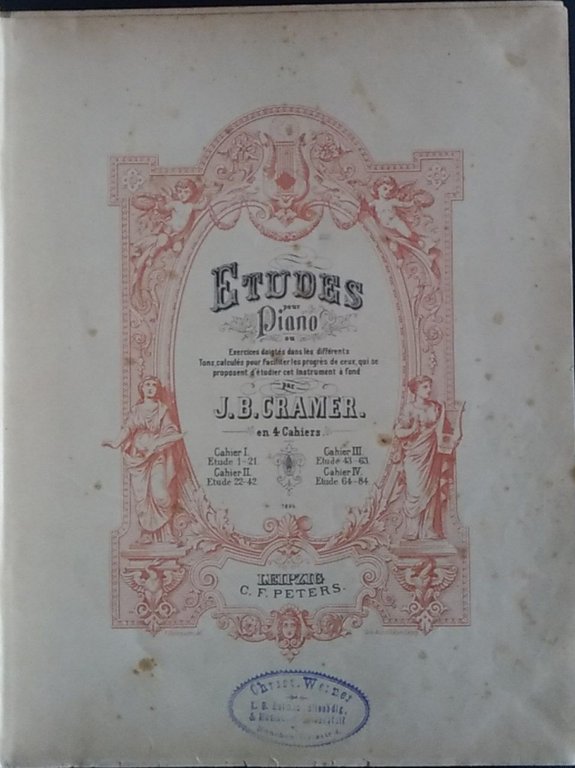 ETUDES
pour
Piano
ou
Exercices doigtés dans les différents
Tons, calculés pour faciliter les progrès de ceux, qui se
proposent d'étudier cet instrument à fond
par
J. B. CRAMER.
en 4 Cahiers.
Cahier I.
Etude 1-21.
Cahier II.
Etude 22-42.
Cahier III.
Etude 43-63.
Cahier IV.
Etude 64-84.
LEIPZIG
C. F. PETERS.
Christ. Weiner